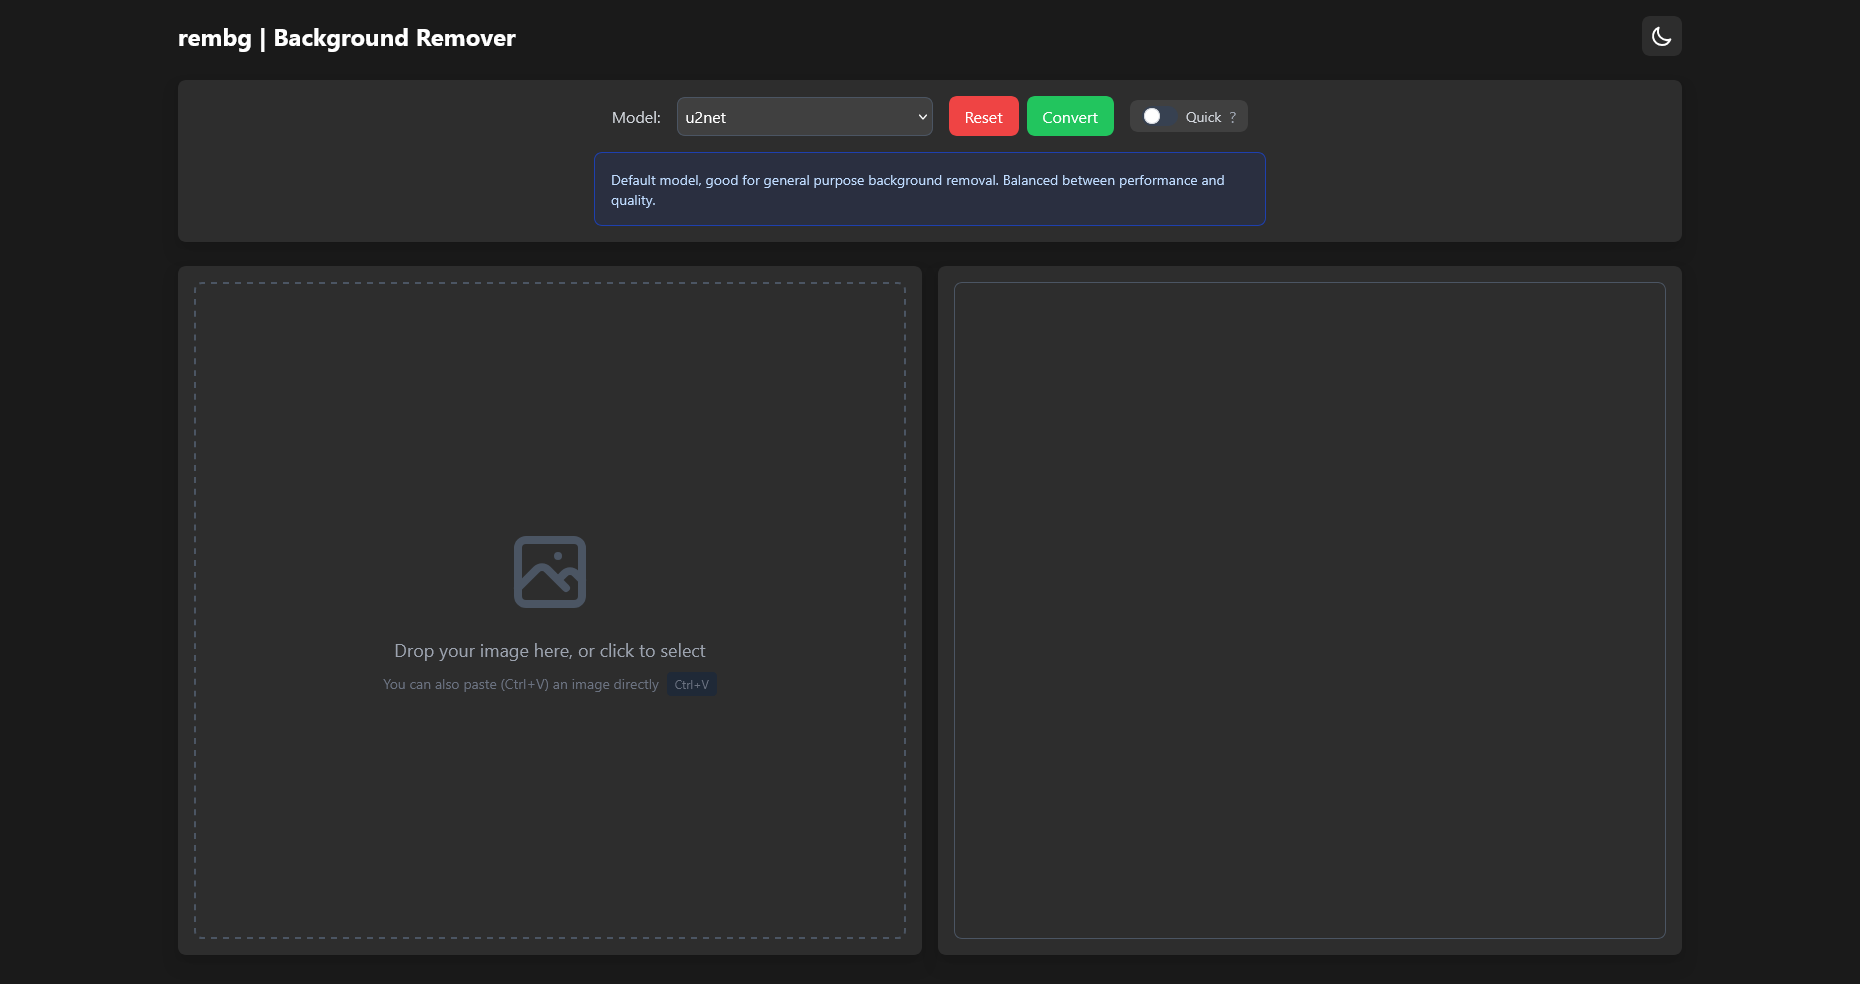 rembg | Background Remover
Model:
u2net
Reset
Convert
Quick ?
Default model, good for general purpose background removal. Balanced between performance and
quality.
Drop your image here, or click to select
You can also paste (Ctrl+V) an image directly Ctrl+V